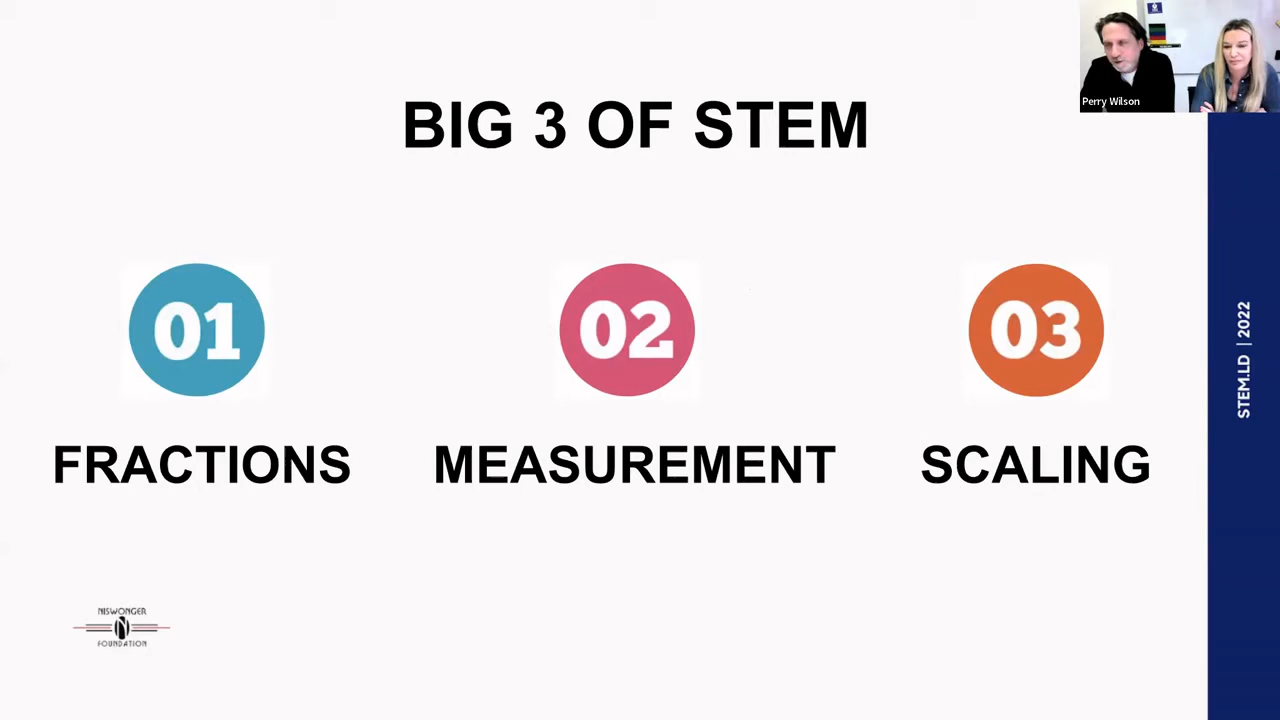 Perry Wilson
BIG 3 OF STEM
01
02
03
FRACTIONS
MEASUREMENT
SCALING
STEM.LD | 2022
NISWONGER
N
FOUNDATION